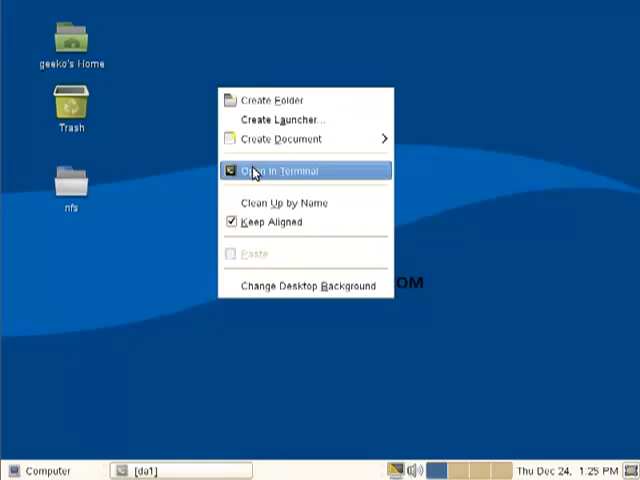 geeko's Home
Trash
nfs
Create Folder
Create Launcher...
Create Document
Open in Terminal
Clean Up by Name
Keep Aligned
Paste
Change Desktop Background
OM
Computer
[da1]
Thu Dec 24, 1:25 PM